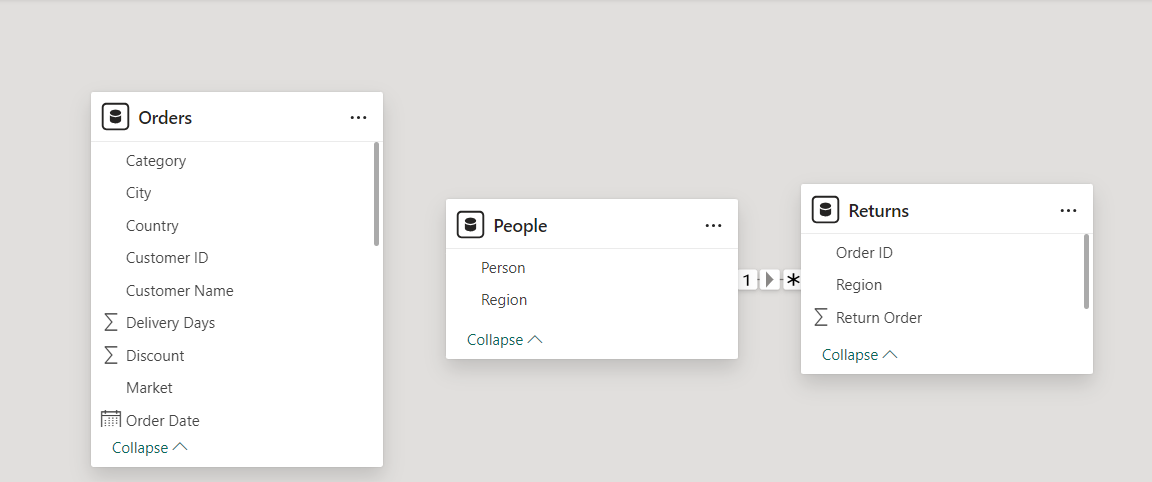 Orders
Category
City
Country
Customer ID
Customer Name
Delivery Days
Discount
Market
Order Date
Collapse
People
Person
Region
Collapse
1
*
Returns
Order ID
Region
Return Order
Collapse